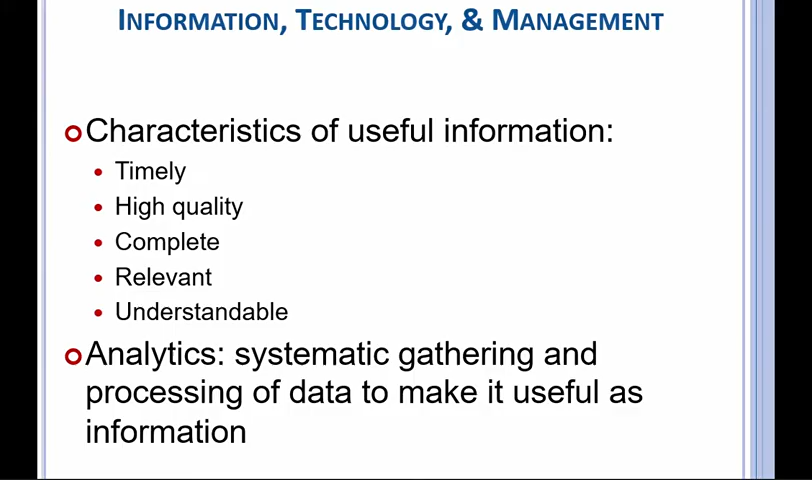 Information, Technology, & Management
Characteristics of useful information:
Timely
High quality
Complete
Relevant
Understandable
Analytics: systematic gathering and
processing of data to make it useful as
information